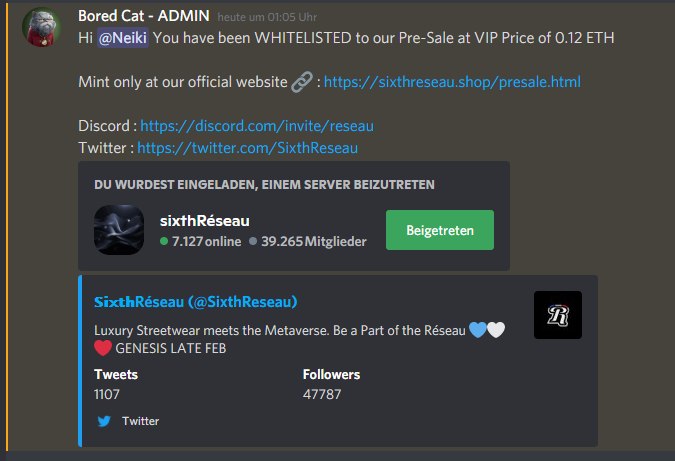 Bored Cat - ADMIN heute um 01:05 Uhr
Hi @Neiki You have been WHITELISTED to our Pre-Sale at VIP Price of 0.12 ETH
Mint only at our official website 🔗 : https://sixthreseau.shop/presale.html
Discord : https://discord.com/invite/reseau
Twitter : https://twitter.com/SixthReseau
DU WURDEST EINGELADEN, EINEM SERVER BEIZUTRETEN
sixthRéseau
7.127 online 39.265 Mitglieder
Beigetreten
SixthRéseau (@SixthReseau)
R
Luxury Streetwear meets the Metaverse. Be a Part of the Réseau 💙🤍
❤️ GENESIS LATE FEB
Tweets Followers
1107 47787
Twitter